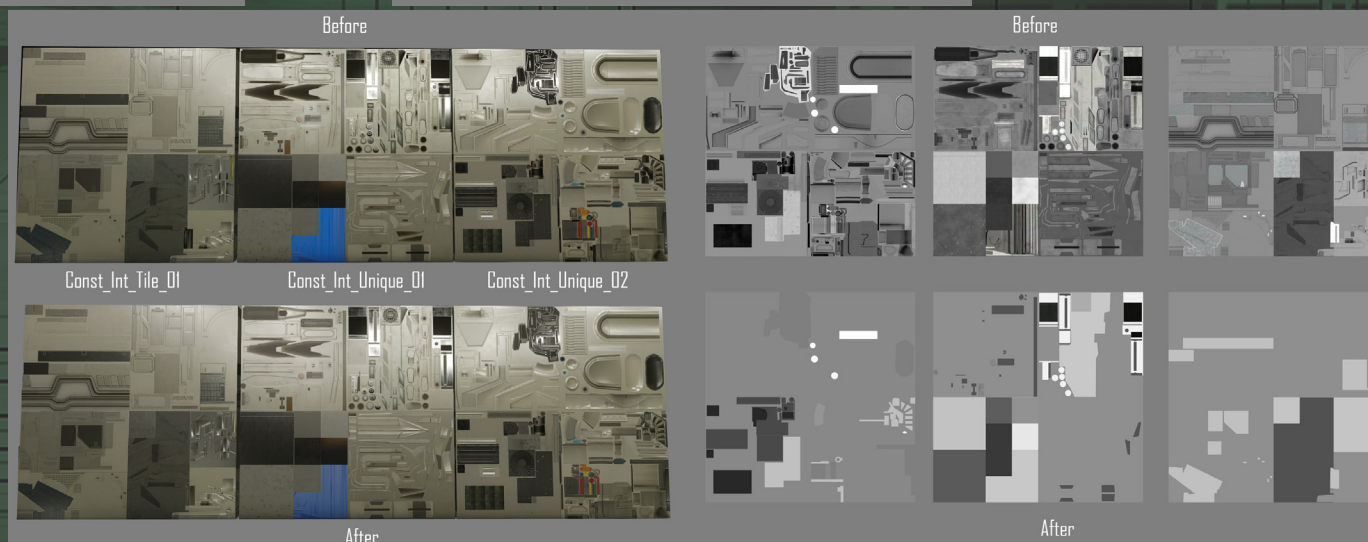 Before
Before
Const_Int_Tile_01
Const_Int_Unique_01
Const_Int_Unique_02
After
After